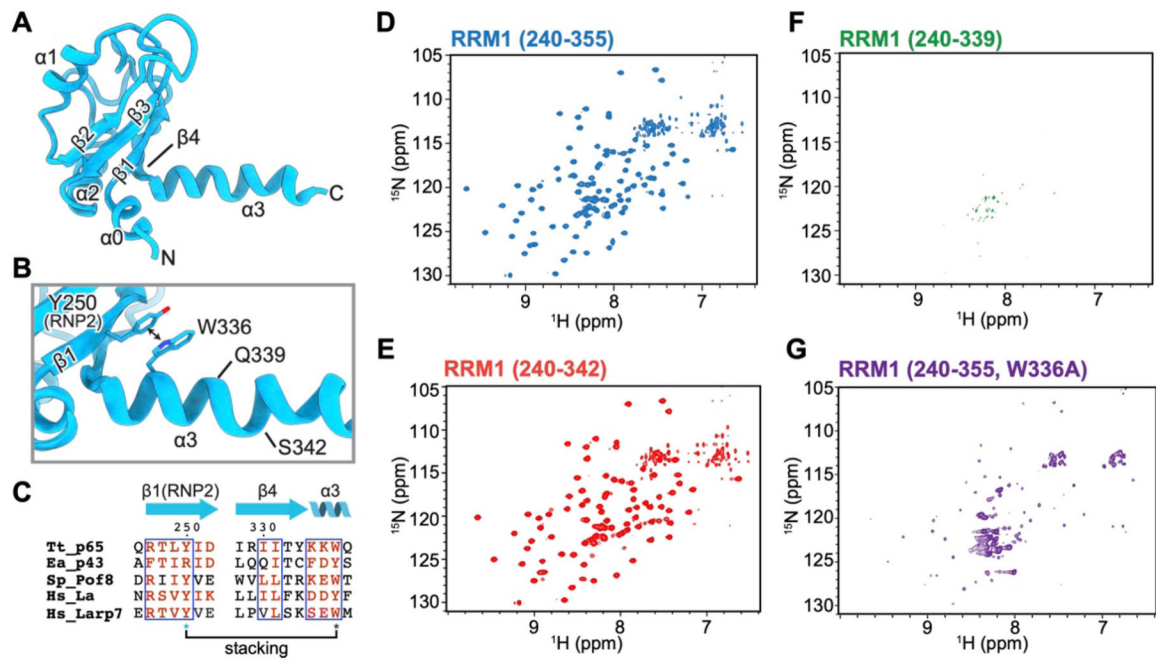 A
α1
β3
β2
β1
β4
α2
α0
α3
N
C
B
Y250
(RNP2)
W336
β1
Q339
α3
S342
C
β1(RNP2) β4 α3
250 330
Tt_p65 QRTLYID IRIITYKKWQ
Ea_p43 AFTIRID LQQITCFDYS
Sp_Pof8 DRIIYVE WVLLTRKEWT
Hs_La NRSVYIK LLILFKDDYF
Hs_Larp7 ERTVYVE LPVLSKSEWM
* *
stacking
D
RRM1 (240-355)
105
110
115
120
125
130
15N (ppm)
9 8 7
1H (ppm)
E
RRM1 (240-342)
105
110
115
120
125
130
15N (ppm)
9 8 7
1H (ppm)
F
RRM1 (240-339)
105
110
115
120
125
130
15N (ppm)
9 8 7
1H (ppm)
G
RRM1 (240-355, W336A)
105
110
115
120
125
130
15N (ppm)
9 8 7
1H (ppm)